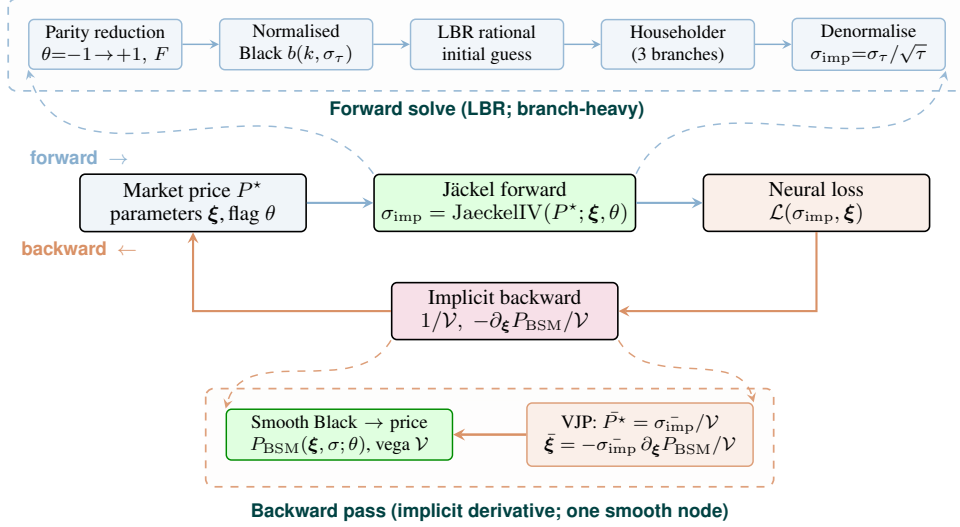 Parity reduction
θ=−1→+1, F
Normalised
Black b(k, σ_τ)
LBR rational
initial guess
Householder
(3 branches)
Denormalise
σ_imp=σ_τ/√τ
Forward solve (LBR; branch-heavy)
forward →
Market price P⋆
parameters ξ, flag θ
Jäckel forward
σ_imp = JaeckelIV(P⋆; ξ, θ)
Neural loss
ℒ(σ_imp, ξ)
backward ←
Implicit backward
1/𝒱, −∂_ξ P_BSM/𝒱
Smooth Black → price
P_BSM(ξ, σ; θ), vega 𝒱
VJP: P̄⋆ = σ̄_imp/𝒱
ξ̄ = −σ̄_imp ∂_ξ P_BSM/𝒱
Backward pass (implicit derivative; one smooth node)